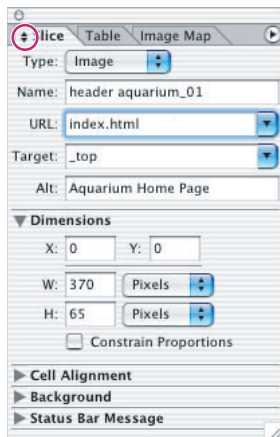 Slice Table Image Map
Type: Image
Name: header aquarium_01
URL: index.html
Target: _top
Alt: Aquarium Home Page
Dimensions
X: 0 Y: 0
W: 370 Pixels
H: 65 Pixels
Constrain Proportions
Cell Alignment
Background
Status Bar Message